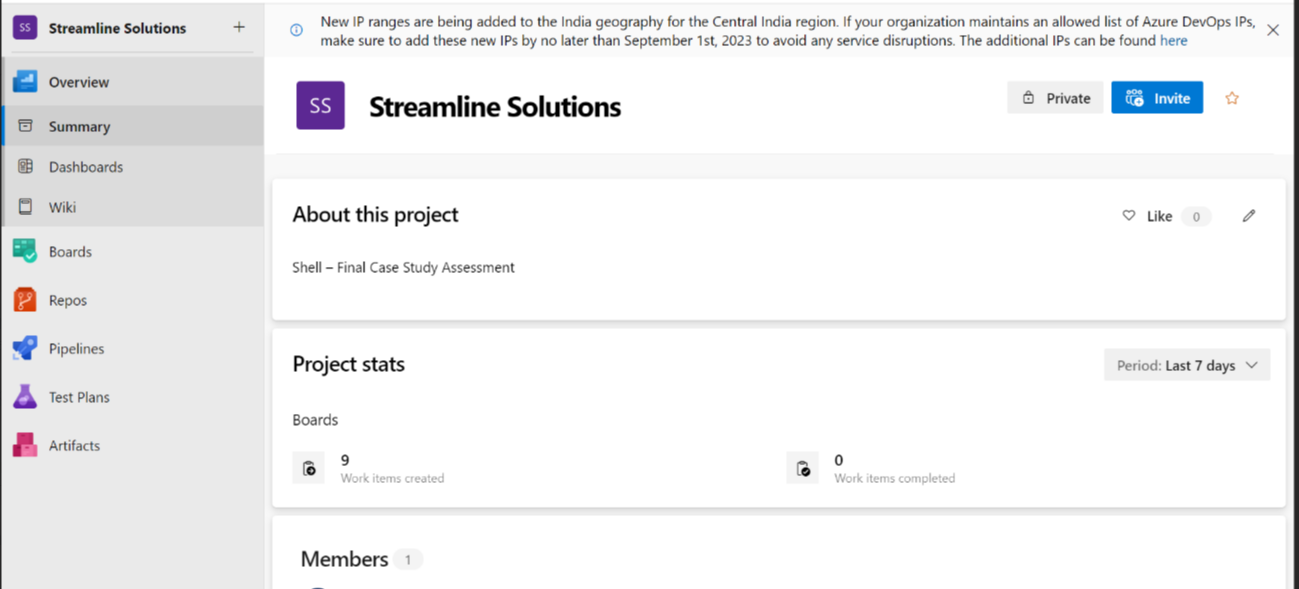 SS Streamline Solutions +
Overview
Summary
Dashboards
Wiki
Boards
Repos
Pipelines
Test Plans
Artifacts
New IP ranges are being added to the India geography for the Central India region. If your organization maintains an allowed list of Azure DevOps IPs,
make sure to add these new IPs by no later than September 1st, 2023 to avoid any service disruptions. The additional IPs can be found here
SS Streamline Solutions
Private
Invite
About this project
Like 0
Shell – Final Case Study Assessment
Project stats
Period: Last 7 days
Boards
9
Work items created
0
Work items completed
Members 1